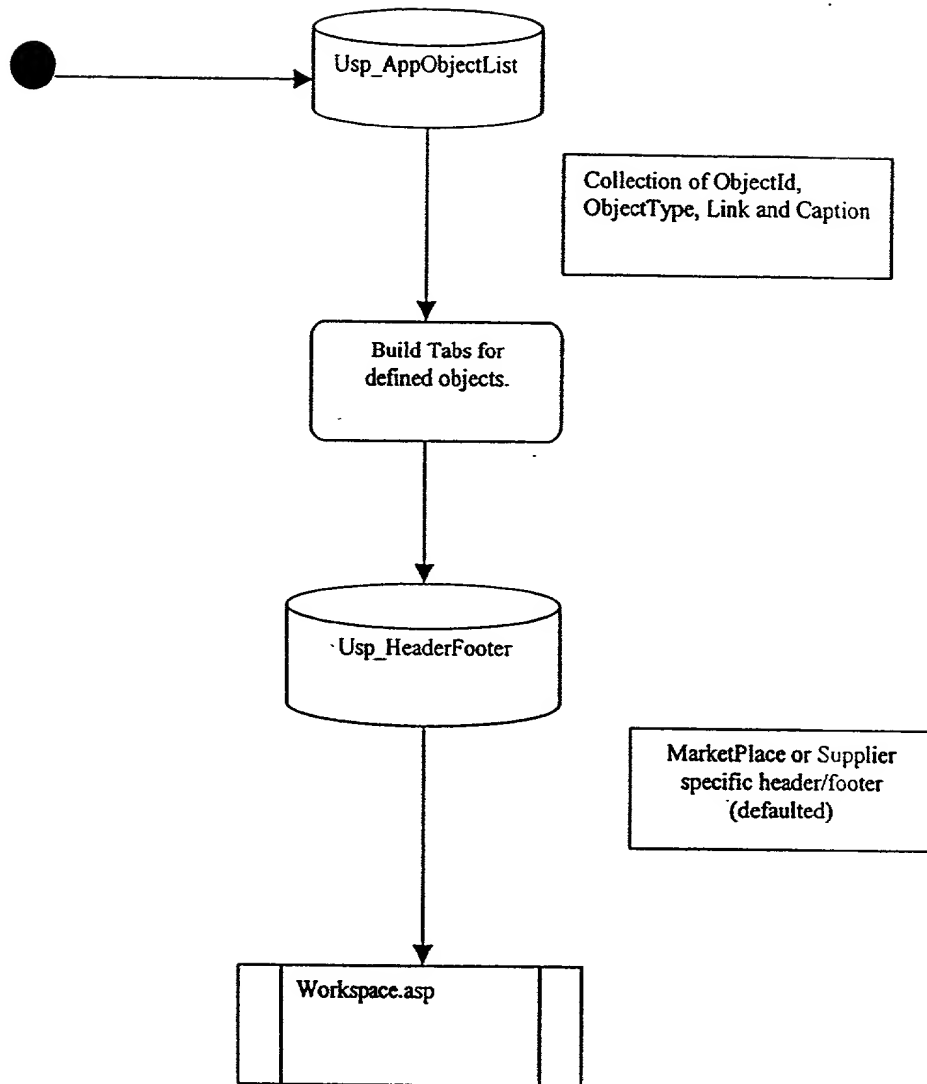 Usp_AppObjectList
Collection of ObjectId,
ObjectType, Link and Caption
Build Tabs for
defined objects.
Usp_HeaderFooter
MarketPlace or Supplier
specific header/footer
(defaulted)
Workspace.asp